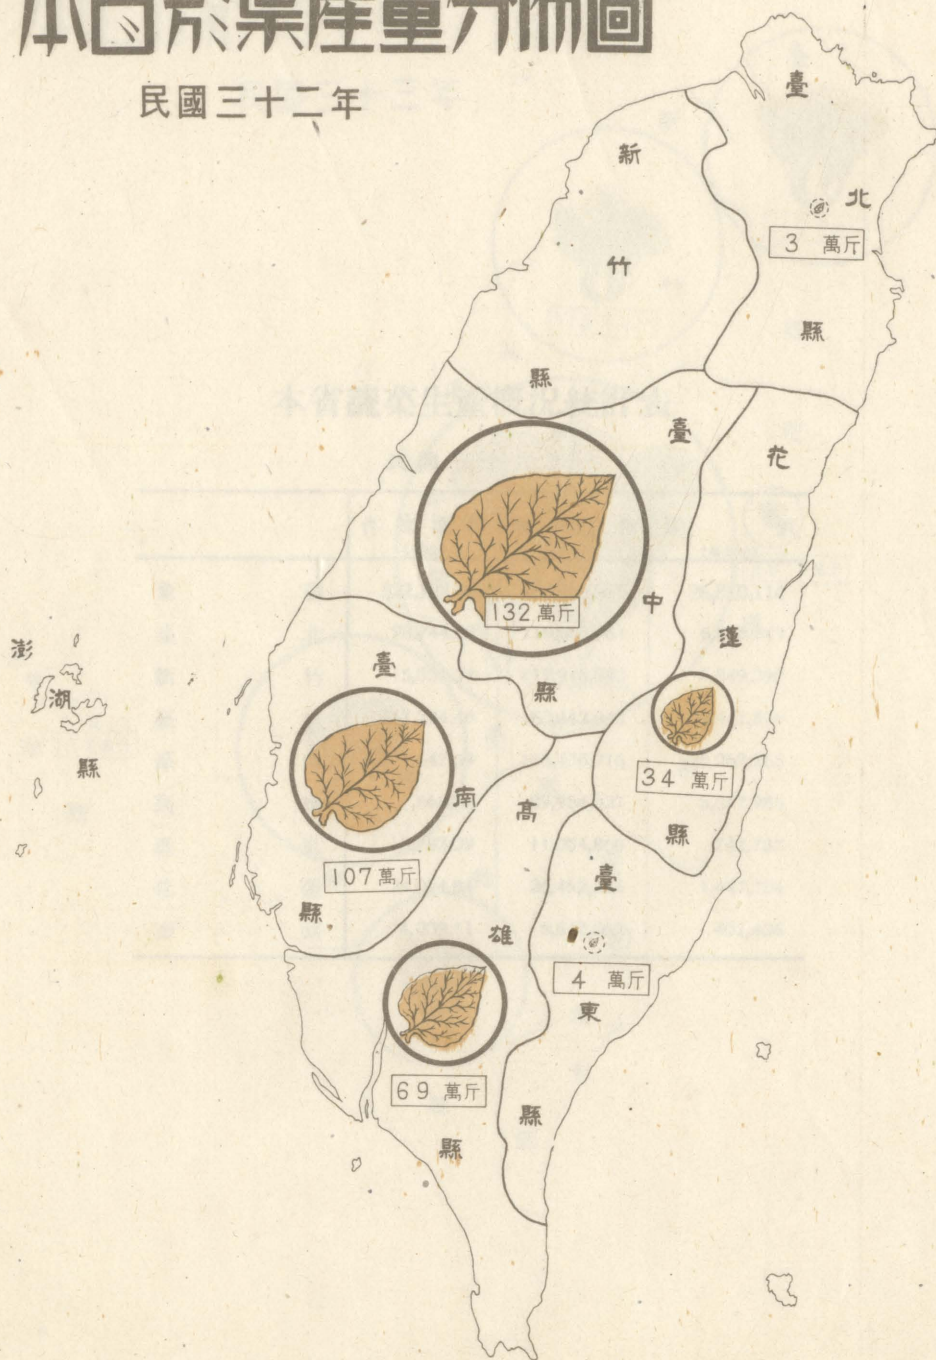 本省菸葉產量分佈圖
民國三十二年
臺北縣
3 萬斤
新竹縣
臺中縣
132 萬斤
花蓮縣
34 萬斤
澎湖縣
臺南縣
107 萬斤
高雄縣
69 萬斤
臺東縣
4 萬斤